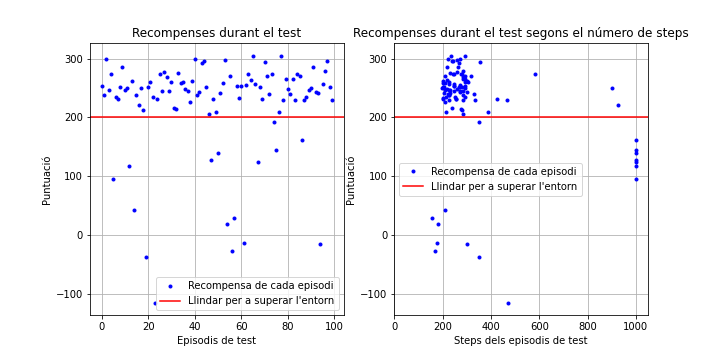 Recompenses durant el test
Puntuació
300
200
100
0
−100
0
20
40
60
80
100
Episodis de test
Recompensa de cada episodi
Llindar per a superar l'entorn
Recompenses durant el test segons el número de steps
Puntuació
300
200
100
0
−100
0
200
400
600
800
1000
Steps dels episodis de test
Recompensa de cada episodi
Llindar per a superar l'entorn